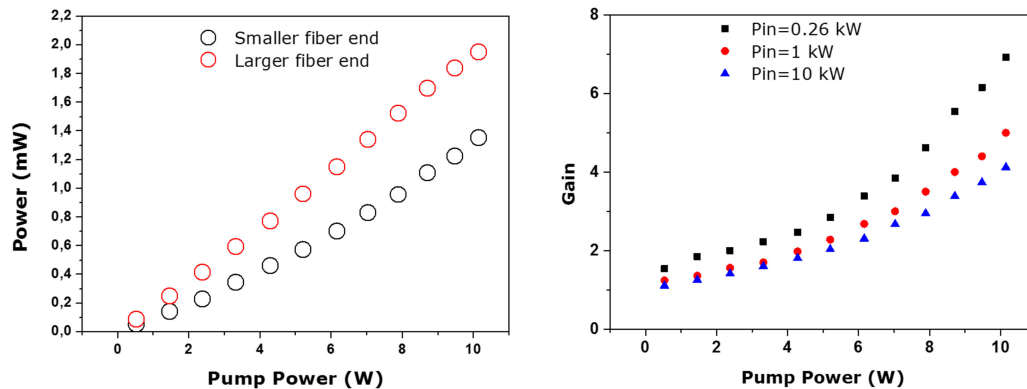 2,2
2,0
1,8
1,6
1,4
1,2
1,0
0,8
0,6
0,4
0,2
0,0
Power (mW)
Smaller fiber end
Larger fiber end
0 2 4 6 8 10
Pump Power (W)
8
6
4
2
0
Gain
Pin=0.26 kW
Pin=1 kW
Pin=10 kW
0 2 4 6 8 10
Pump Power (W)